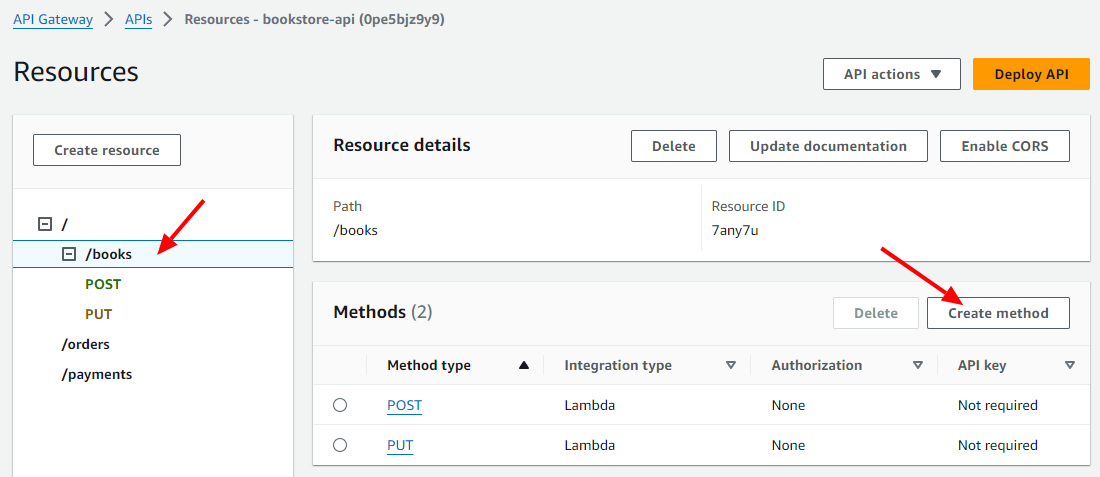 API Gateway > APIs > Resources - bookstore-api (0pe5bjz9y9)
Resources
API actions ▼
Deploy API
Create resource
/
/books
POST
PUT
/orders
/payments
Resource details
Delete
Update documentation
Enable CORS
Path
/books
Resource ID
7any7u
Methods (2)
Delete
Create method
Method type Integration type Authorization API key
POST Lambda None Not required
PUT Lambda None Not required